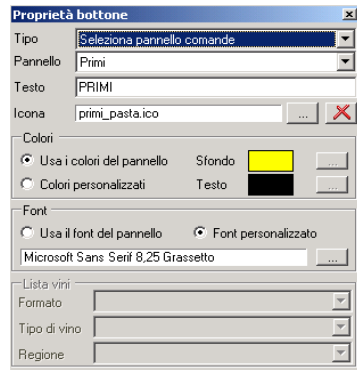 Proprietà bottone
Tipo Seleziona pannello comande
Pannello Primi
Testo PRIMI
Icona primi_pasta.ico ...
Colori
Usa i colori del pannello Sfondo ...
Colori personalizzati Testo ...
Font
Usa il font del pannello Font personalizzato
Microsoft Sans Serif 8,25 Grassetto ...
Lista vini
Formato
Tipo di vino
Regione